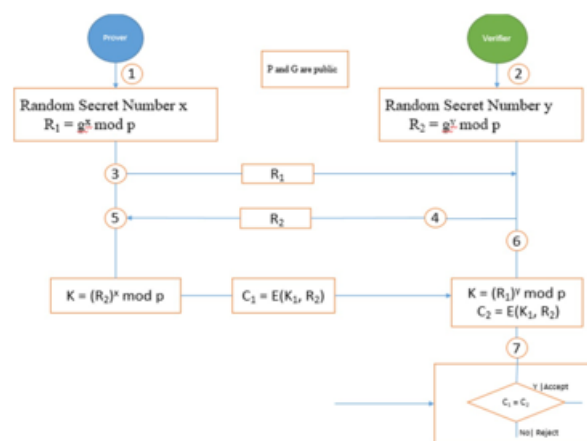 Prover
Verifier
1
P and G are public
2
Random Secret Number x
R₁ = gˣ mod p
Random Secret Number y
R₂ = gʸ mod p
3
R₁
5
R₂
4
6
K = (R₂)ˣ mod p
C₁ = E(K₁, R₂)
K = (R₁)ʸ mod p
C₂ = E(K₁, R₂)
7
Y |Accept
C₁ = C₂
No| Reject